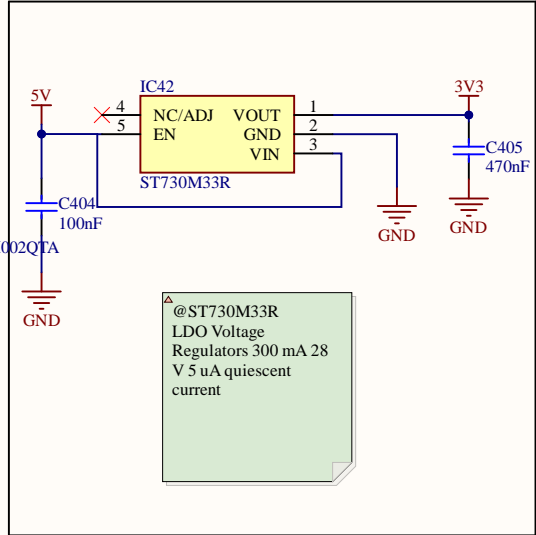 IC42
5V
3V3
4
NC/ADJ
VOUT
1
5
EN
GND
2
VIN
3
C405
470nF
ST730M33R
C404
100nF
002QTA
GND
GND
GND
@ST730M33R
LDO Voltage
Regulators 300 mA 28
V 5 uA quiescent
current